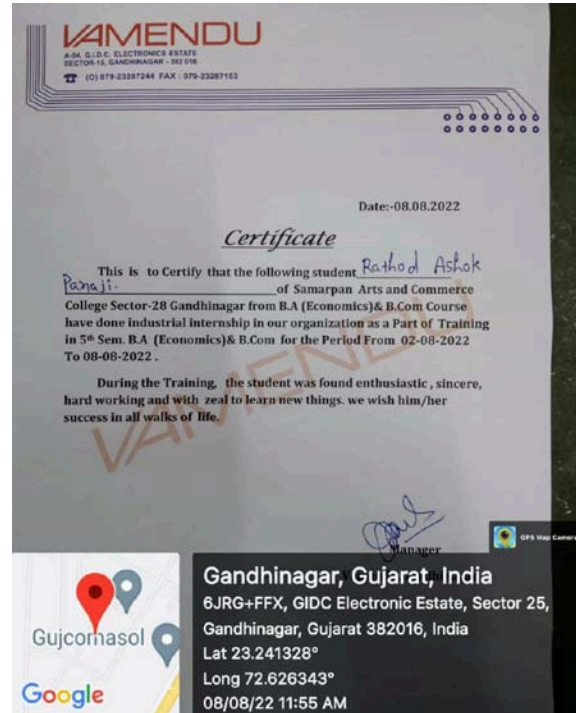 VAMENDU
A-04, G.I.D.C. ELECTRONICS ESTATE
SECTOR-15, GANDHINAGAR - 382 016
(O) 079-23287244 FAX : 079-23287153
Date:-08.08.2022
Certificate
This is to Certify that the following student Rathod Ashok
Panaji. of Samarpan Arts and Commerce
College Sector-28 Gandhinagar from B.A (Economics)& B.Com Course
have done industrial internship in our organization as a Part of Training
in 5th Sem. B.A (Economics)& B.Com for the Period From 02-08-2022
To 08-08-2022 .
During the Training, the student was found enthusiastic , sincere,
hard working and with zeal to learn new things. we wish him/her
success in all walks of life.
VAMENDU
Manager
GPS Map Camera
Gujcomasol
Google
Gandhinagar, Gujarat, India
6JRG+FFX, GIDC Electronic Estate, Sector 25,
Gandhinagar, Gujarat 382016, India
Lat 23.241328°
Long 72.626343°
08/08/22 11:55 AM